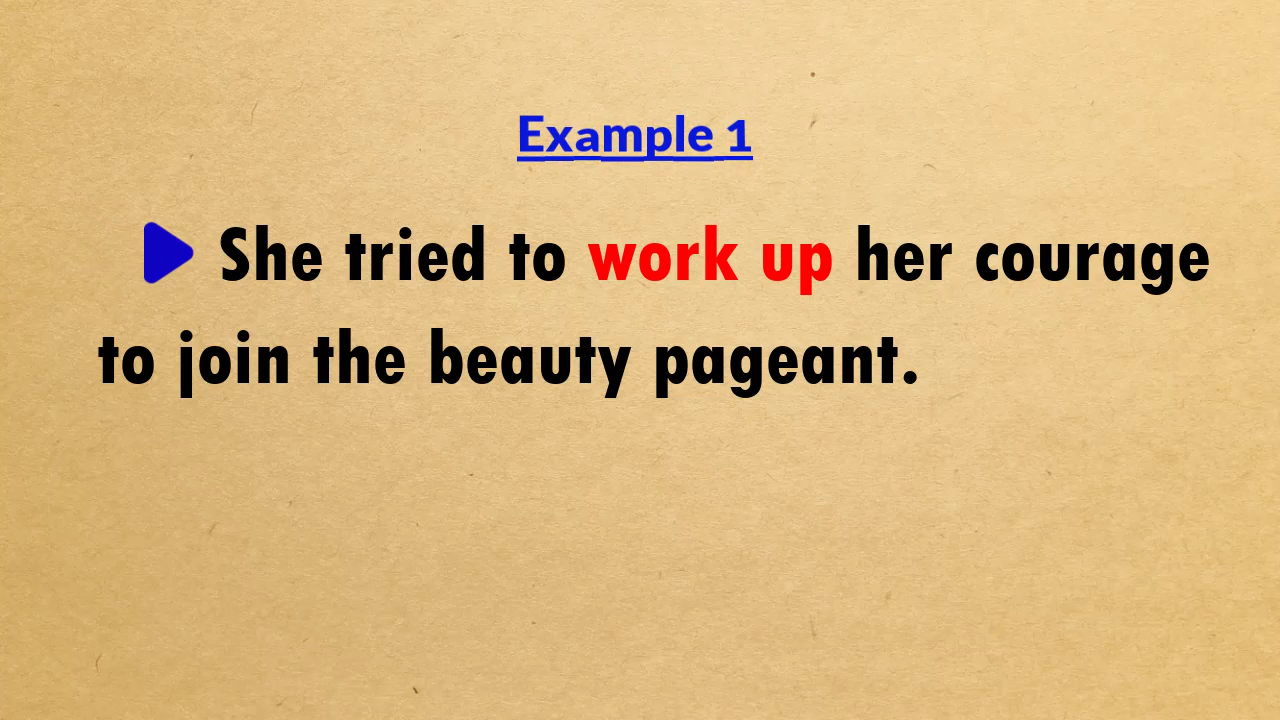 Example 1
She tried to work up her courage
to join the beauty pageant.